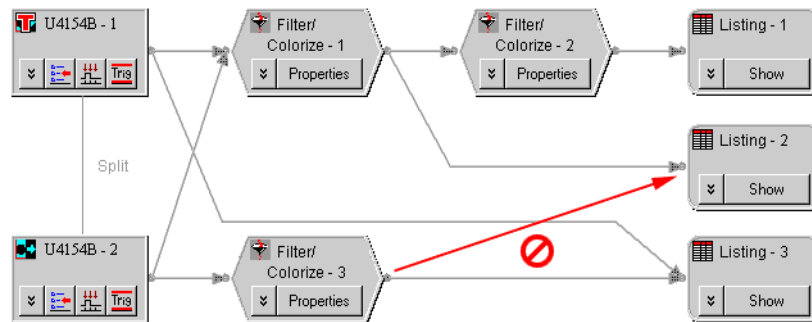 U4154B - 1
Trig
Filter/
Colorize - 1
Properties
Filter/
Colorize - 2
Properties
Listing - 1
Show
Split
Listing - 2
Show
U4154B - 2
Trig
Filter/
Colorize - 3
Properties
Listing - 3
Show